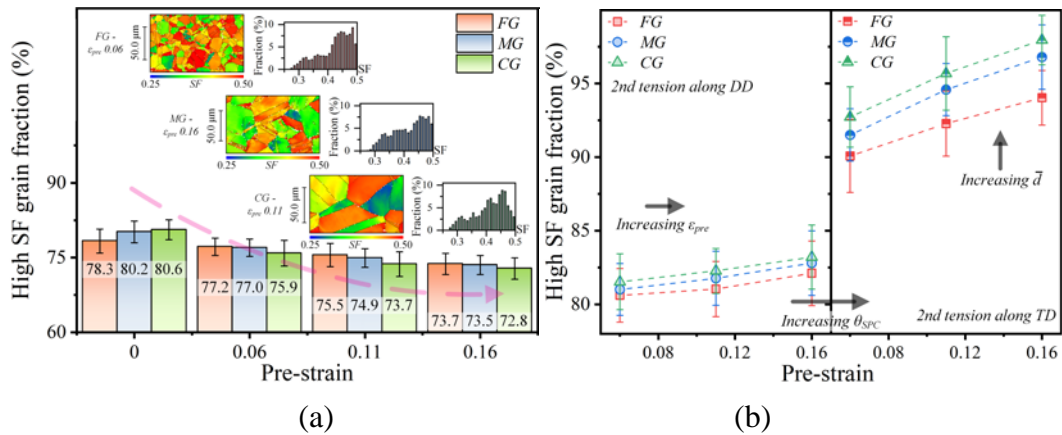 High SF grain fraction (%)
90
75
60
0
0.06
0.11
0.16
Pre-strain
FG
MG
CG
FG -
εpre 0.06
50.0 μm
0.25
SF
0.50
Fraction (%)
10
5
0
0.3
0.4
0.5
SF
MG -
εpre 0.16
50.0 μm
0.25
SF
0.50
Fraction (%)
10
5
0
0.3
0.4
0.5
SF
CG -
εpre 0.11
50.0 μm
0.25
SF
0.50
Fraction (%)
10
5
0
0.3
0.4
0.5
SF
78.3 80.2 80.6
77.2 77.0 75.9
75.5 74.9 73.7
73.7 73.5 72.8
(a)
High SF grain fraction (%)
95
90
85
80
FG
MG
CG
2nd tension along DD
Increasing εpre
Increasing θSPC
FG
MG
CG
Increasing d̄
2nd tension along TD
0.08
0.12
0.16
0.08
0.12
0.16
Pre-strain
(b)